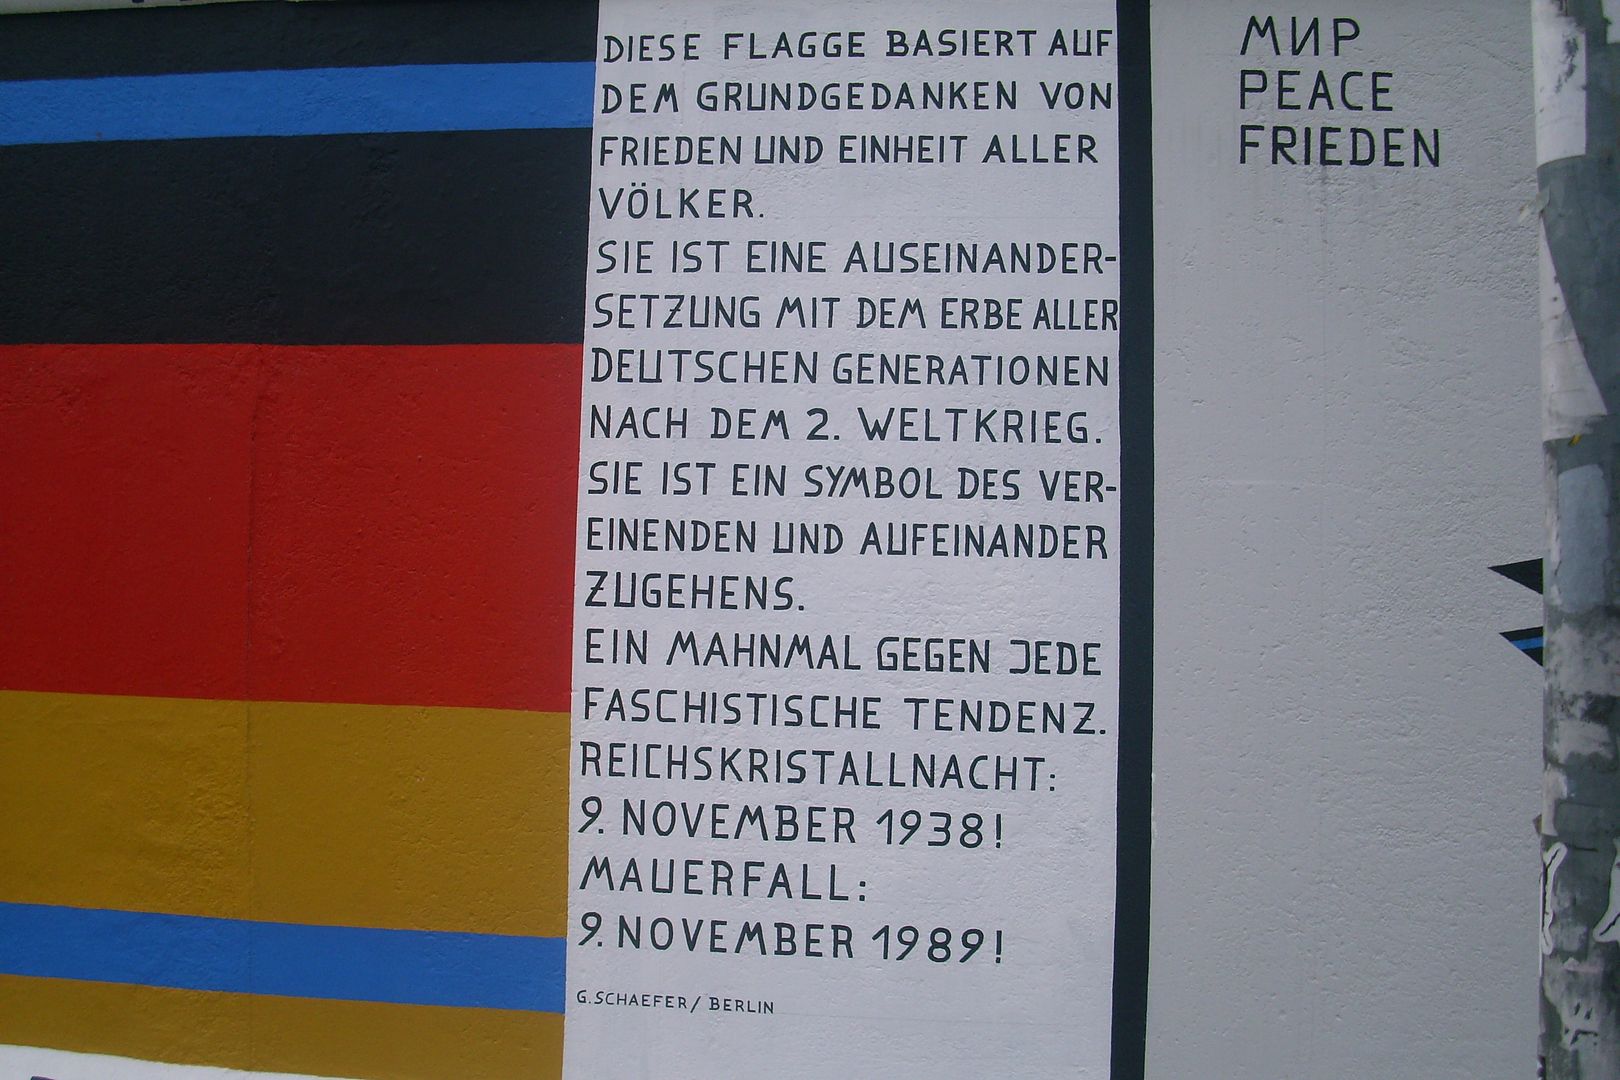 DIESE FLAGGE BASIERT AUF
DEM GRUNDGEDANKEN VON
FRIEDEN UND EINHEIT ALLER
VÖLKER.
SIE IST EINE AUSEINANDER-
SETZUNG MIT DEM ERBE ALLER
DEUTSCHEN GENERATIONEN
NACH DEM 2. WELTKRIEG.
SIE IST EIN SYMBOL DES VER-
EINENDEN UND AUFEINANDER
ZUGEHENS.
EIN MAHNMAL GEGEN JEDE
FASCHISTISCHE TENDENZ.
REICHSKRISTALLNACHT:
9. NOVEMBER 1938!
MAUERFALL:
9. NOVEMBER 1989!
G. SCHAEFER / BERLIN
МИР
PEACE
FRIEDEN